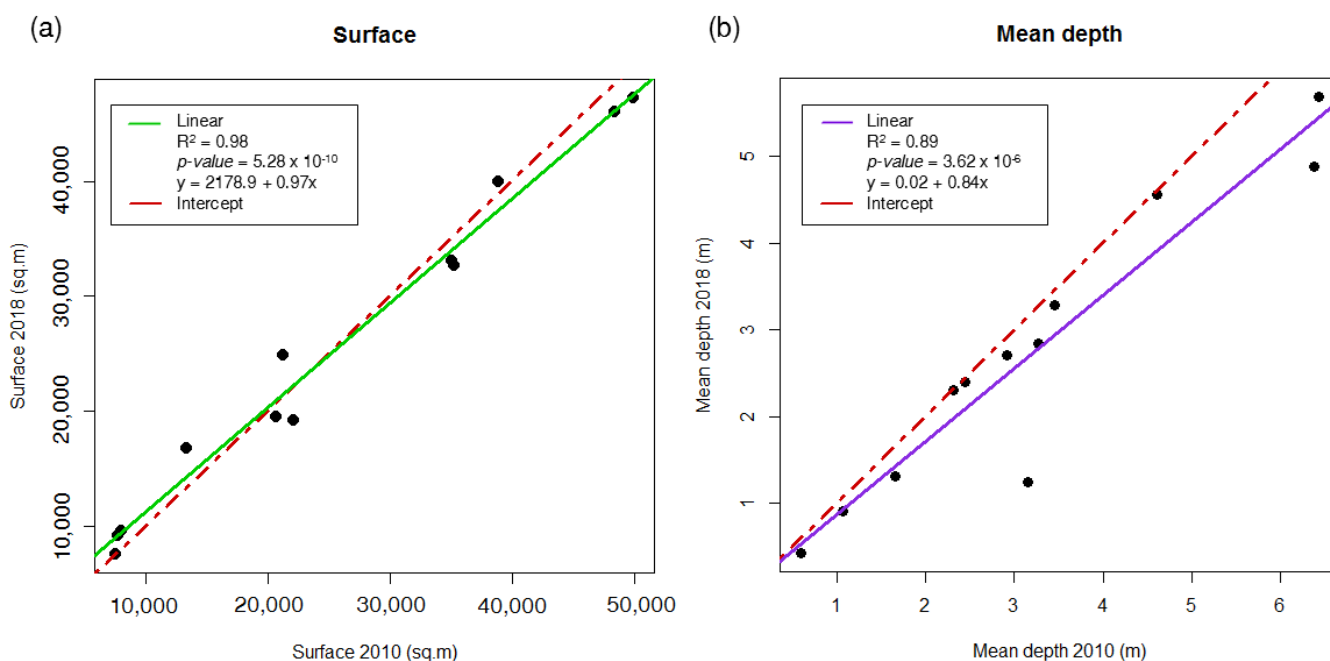 (a)
Surface
Linear
R² = 0.98
p-value = 5.28 x 10⁻¹⁰
y = 2178.9 + 0.97x
Intercept
Surface 2018 (sq.m)
40,000
30,000
20,000
10,000
10,000 20,000 30,000 40,000 50,000
Surface 2010 (sq.m)
(b)
Mean depth
Linear
R² = 0.89
p-value = 3.62 x 10⁻⁶
y = 0.02 + 0.84x
Intercept
Mean depth 2018 (m)
5
4
3
2
1
1 2 3 4 5 6
Mean depth 2010 (m)